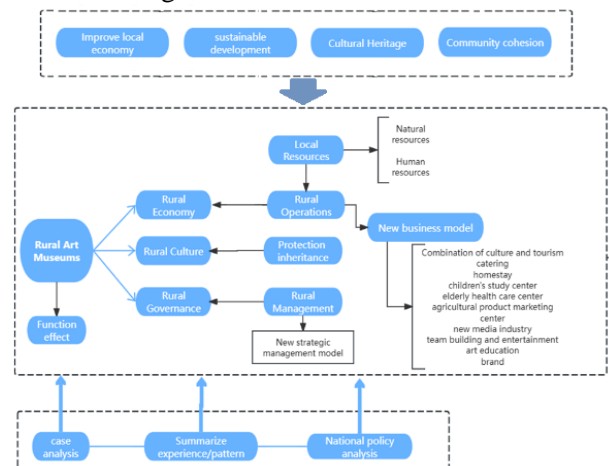 Improve local
economy
sustainable
development
Cultural Heritage
Community cohesion
Local
Resources
Natural
resources
Human
resources
Rural
Economy
Rural
Operations
New business model
Rural Art
Museums
Rural Culture
Protection
inheritance
Combination of culture and tourism
catering
homestay
children's study center
elderly health care center
agricultural product marketing
center
new media industry
team building and entertainment
art education
brand
Rural
Governance
Rural
Management
Function
effect
New strategic
management model
case
analysis
Summarize
experience/pattern
National policy
analysis